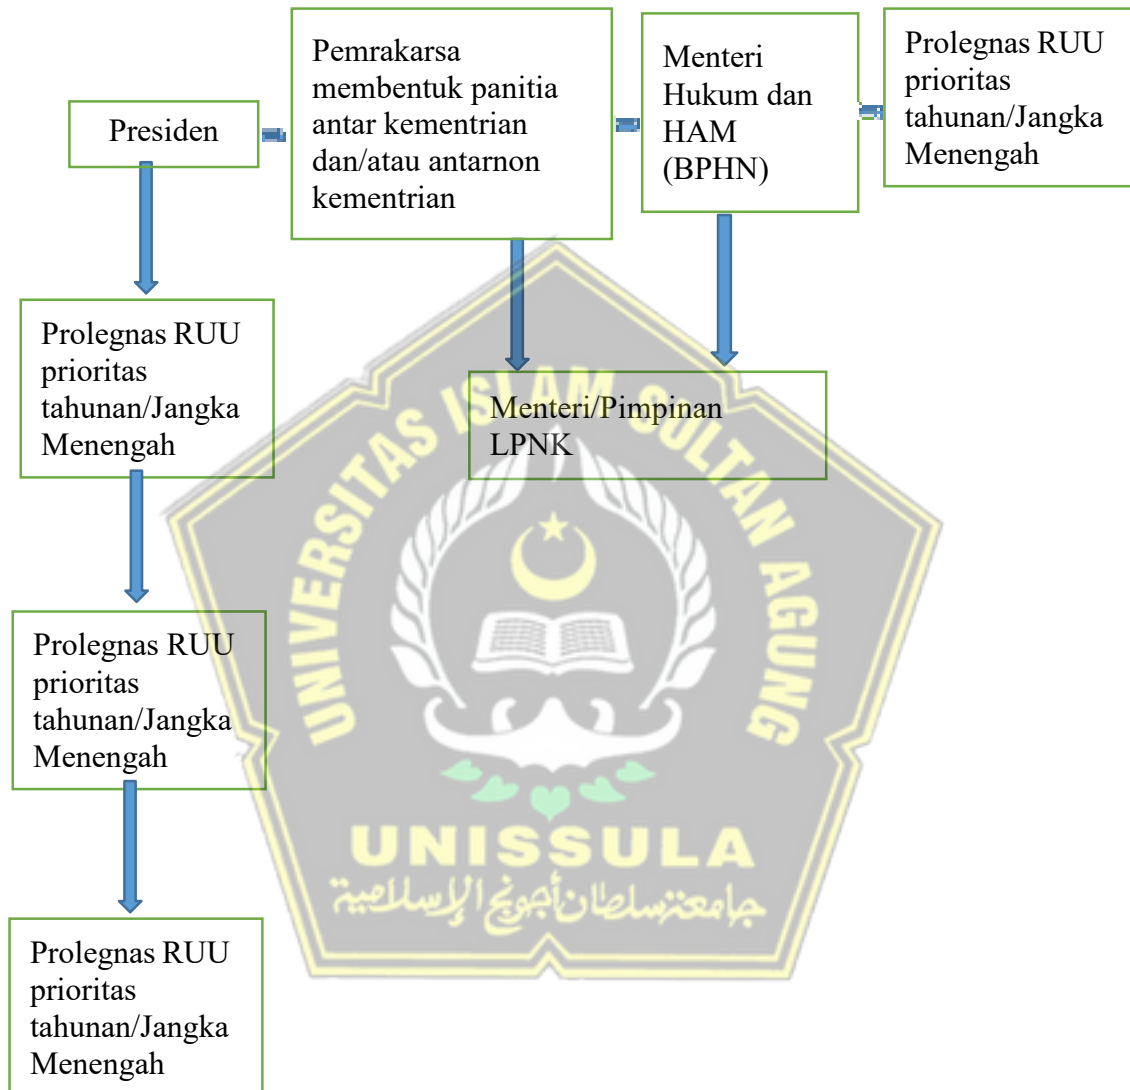 Presiden
Pemrakarsa
membentuk panitia
antar kementrian
dan/atau antarnon
kementrian
Menteri
Hukum dan
HAM
(BPHN)
Prolegnas RUU
prioritas
tahunan/Jangka
Menengah
Prolegnas RUU
prioritas
tahunan/Jangka
Menengah
Menteri/Pimpinan
LPNK
Prolegnas RUU
prioritas
tahunan/Jangka
Menengah
Prolegnas RUU
prioritas
tahunan/Jangka
Menengah
UNIVERSITAS ISLAM SULTAN AGUNG
UNISSULA
جامعتنسلطان أجونج الإسلامية